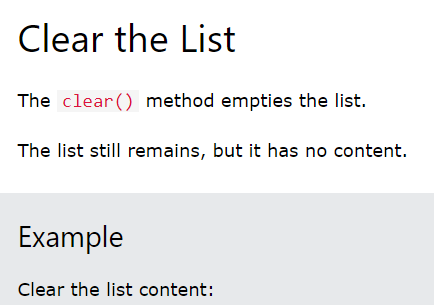 Clear the List
The clear() method empties the list.
The list still remains, but it has no content.
Example
Clear the list content: